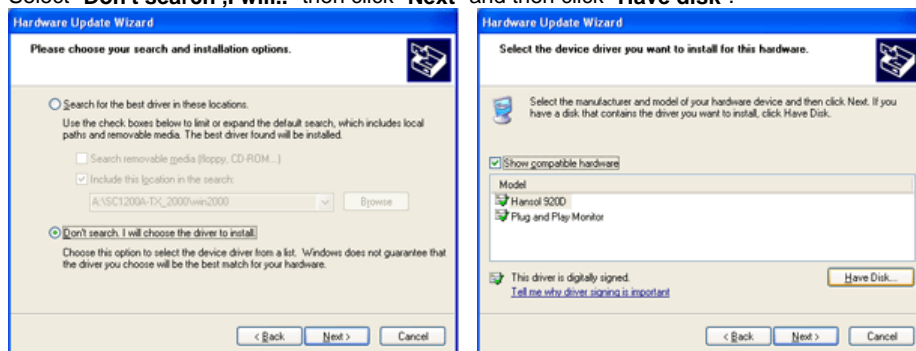 Select "Don't search ,I will.." then click "Next" and then click "Have disk".
Hardware Update Wizard
Please choose your search and installation options.
Search for the best driver in these locations.
Use the check boxes below to limit or expand the default search, which includes local
paths and removable media. The best driver found will be installed.
Search removable media (floppy, CD-ROM...)
Include this location in the search:
A:\SC1200A-TX_2000\win2000
Browse
Don't search. I will choose the driver to install.
Choose this option to select the device driver from a list. Windows does not guarantee that
the driver you choose will be the best match for your hardware.
< Back
Next >
Cancel
Hardware Update Wizard
Select the device driver you want to install for this hardware.
Select the manufacturer and model of your hardware device and then click Next. If you
have a disk that contains the driver you want to install, click Have Disk.
Show compatible hardware
Model
Hansol 920D
Plug and Play Monitor
This driver is digitally signed.
Tell me why driver signing is important
Have Disk...
< Back
Next >
Cancel